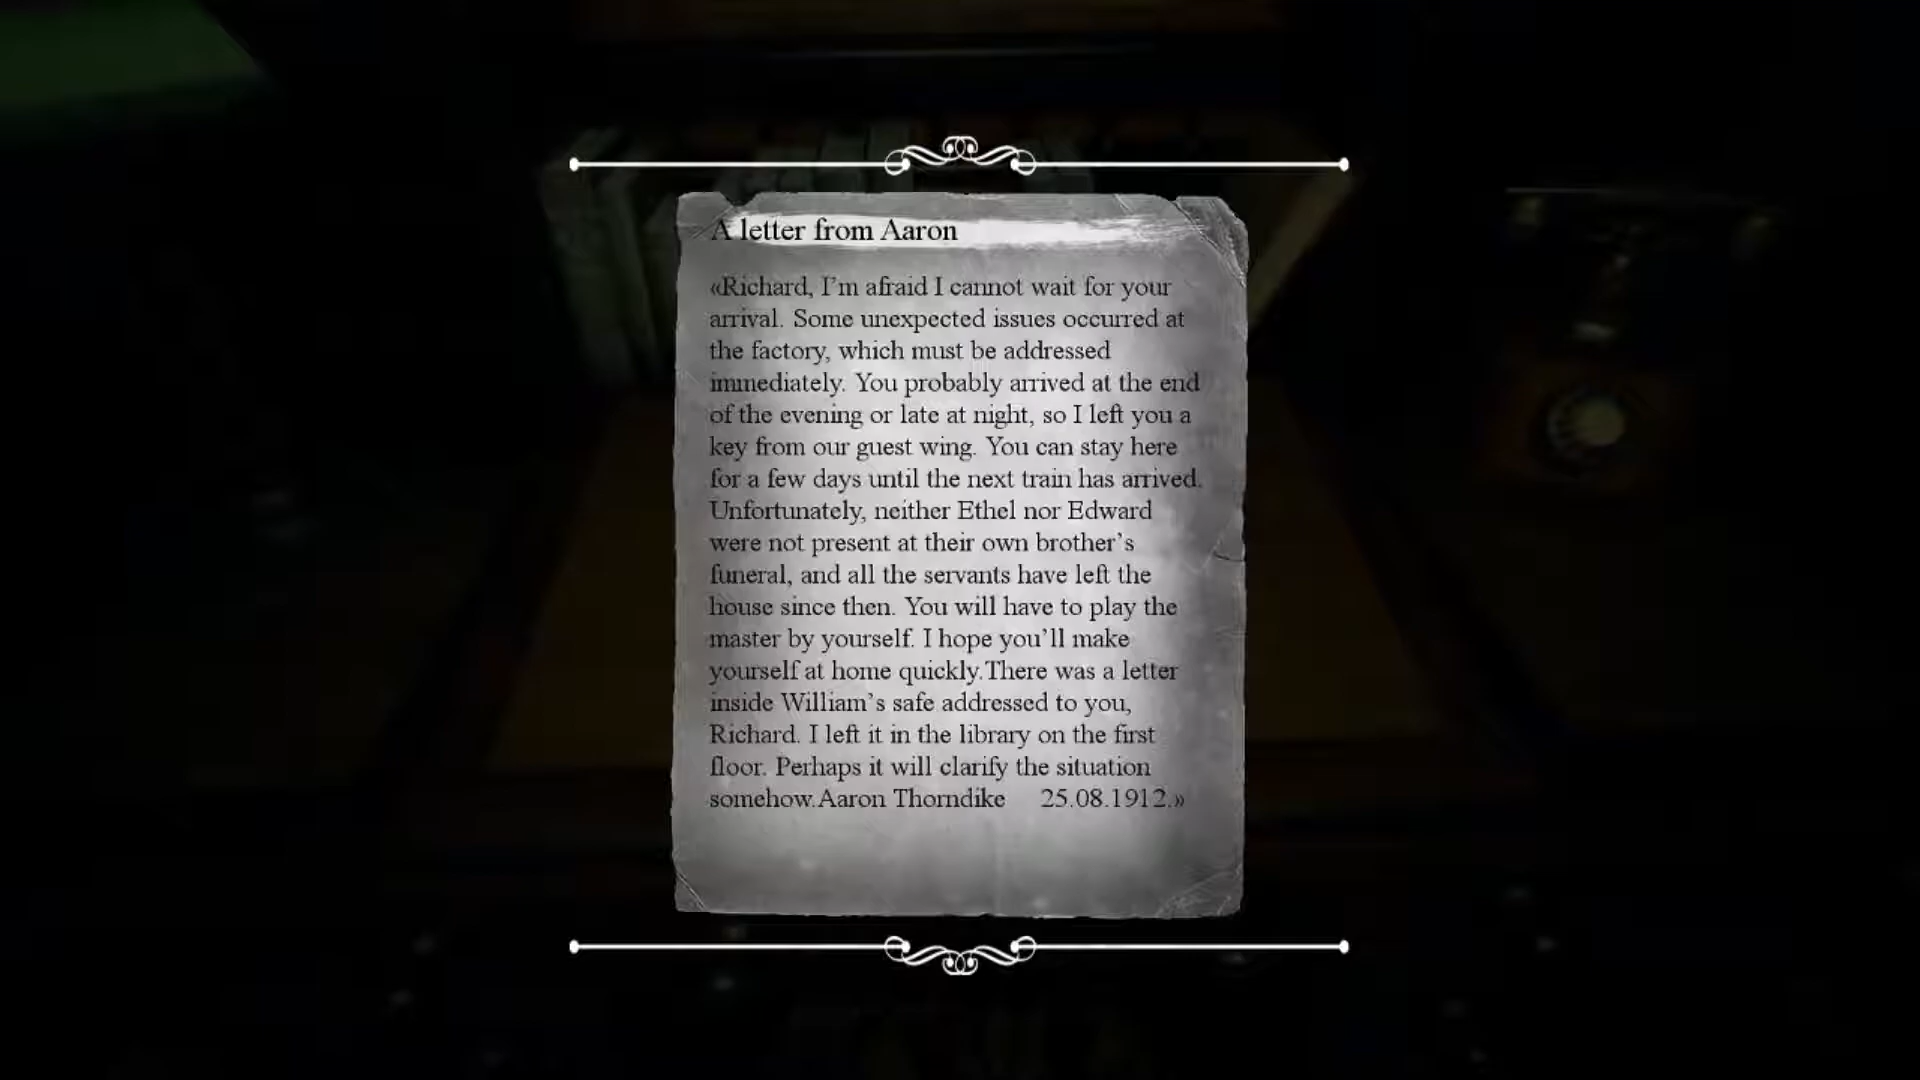 A letter from Aaron
«Richard, I’m afraid I cannot wait for your
arrival. Some unexpected issues occurred at
the factory, which must be addressed
immediately. You probably arrived at the end
of the evening or late at night, so I left you a
key from our guest wing. You can stay here
for a few days until the next train has arrived.
Unfortunately, neither Ethel nor Edward
were not present at their own brother’s
funeral, and all the servants have left the
house since then. You will have to play the
master by yourself. I hope you’ll make
yourself at home quickly.There was a letter
inside William’s safe addressed to you,
Richard. I left it in the library on the first
floor. Perhaps it will clarify the situation
somehow.Aaron Thorndike 25.08.1912.»